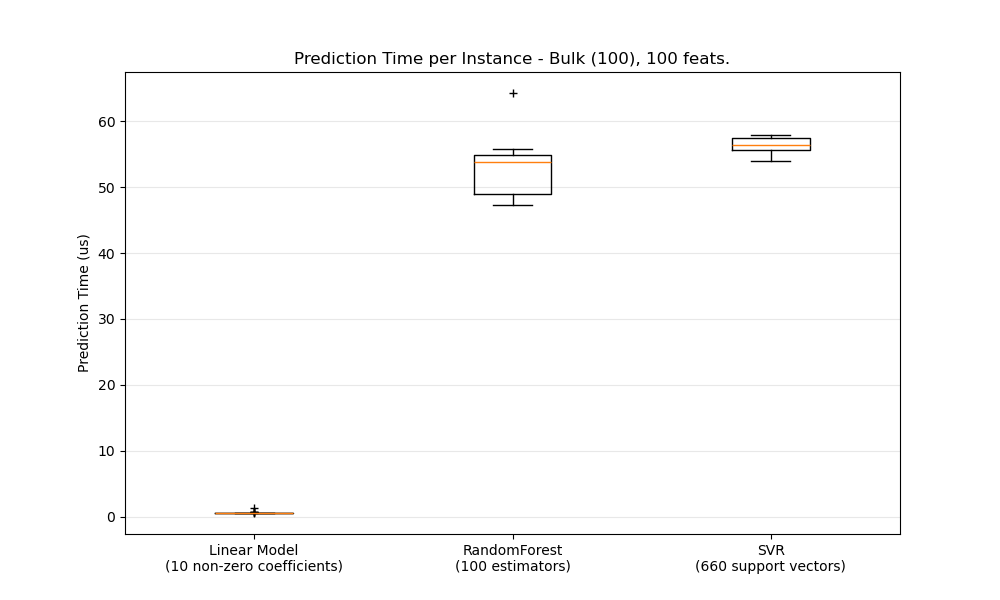 Prediction Time per Instance - Bulk (100), 100 feats.
Prediction Time (us)
60
50
40
30
20
10
0
Linear Model
(10 non-zero coefficients)
RandomForest
(100 estimators)
SVR
(660 support vectors)